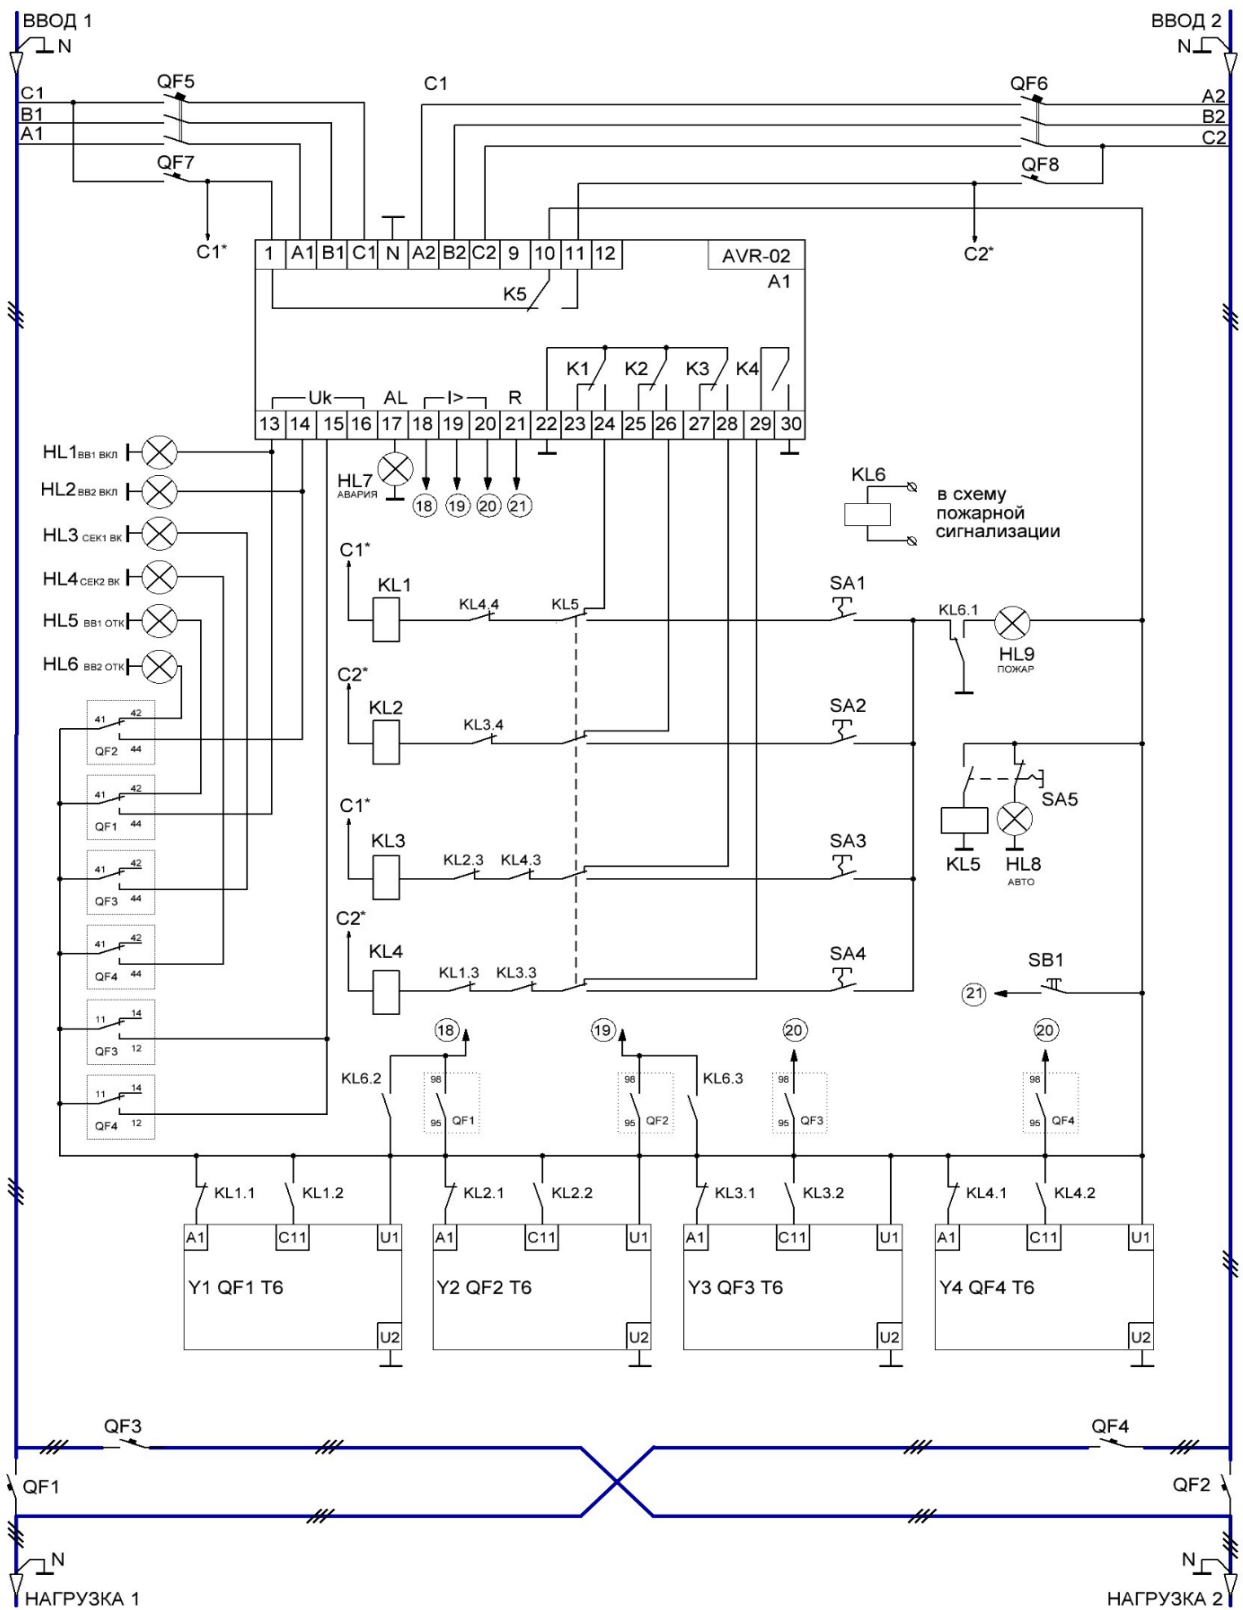 ВВОД 1 ВВОД 2
N N
QF5 C1 QF6
C1 A2
B1 B2
A1 C2
QF7 QF8
C1* C2*
1 A1 B1 C1 N A2 B2 C2 9 10 11 12 AVR-02
A1
K5
K1 K2 K3 K4
Uk AL I> R
13 14 15 16 17 18 19 20 21 22 23 24 25 26 27 28 29 30
HL1 ВВ1 ВКЛ
HL2 ВВ2 ВКЛ
HL3 СЕК1 ВК
HL4 СЕК2 ВК
HL5 ВВ1 ОТК
HL6 ВВ2 ОТК
HL7
АВАРИЯ
18 19 20 21
KL6
в схему
пожарной
сигнализации
C1*
KL1 KL4.4 KL5 SA1 KL6.1
HL9
ПОЖАР
C2*
KL2 KL3.4 SA2
C1*
KL3 KL2.3 KL4.3 SA3
SA5
KL5 HL8
АВТО
C2*
KL4 KL1.3 KL3.3 SA4
SB1
21
41 42
QF2 44
41 42
QF1 44
41 42
QF3 44
41 42
QF4 44
11 14
QF3 12
11 14
QF4 12
18 19 20 20
KL6.2 98 98 KL6.3 98 98
95 QF1 95 QF2 95 QF3 95 QF4
KL1.1 KL1.2 KL2.1 KL2.2 KL3.1 KL3.2 KL4.1 KL4.2
A1 C11 U1 A1 C11 U1 A1 C11 U1 A1 C11 U1
Y1 QF1 T6 Y2 QF2 T6 Y3 QF3 T6 Y4 QF4 T6
U2 U2 U2 U2
QF3 QF4
QF1 QF2
N N
НАГРУЗКА 1 НАГРУЗКА 2